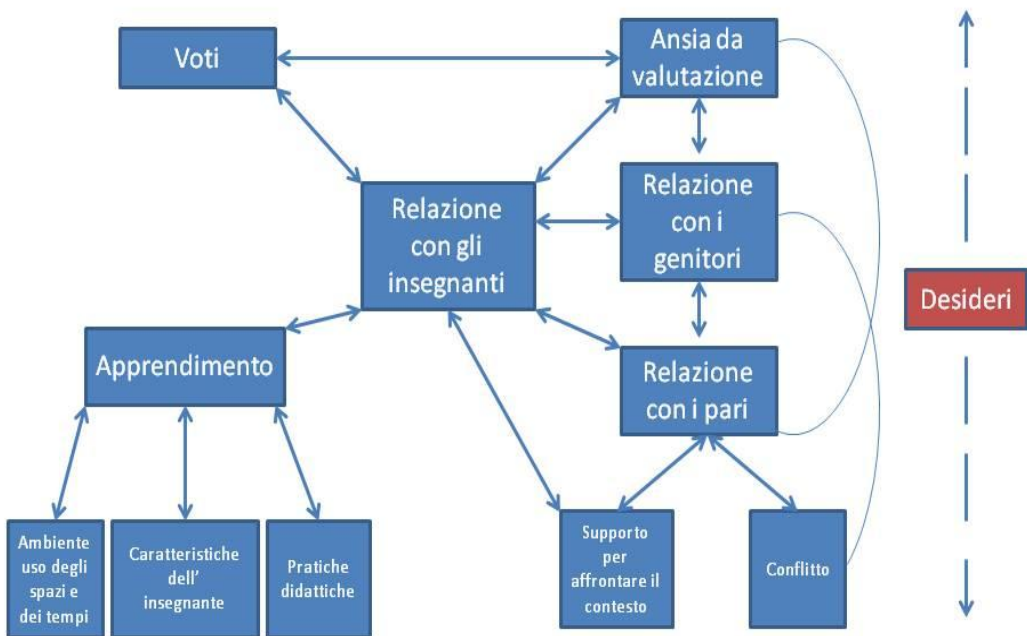 Voti
Ansia da
valutazione
Relazione
con gli
insegnanti
Relazione
con i
genitori
Desideri
Apprendimento
Relazione
con i pari
Ambiente
uso degli
spazi e
dei tempi
Caratteristiche
dell'
insegnante
Pratiche
didattiche
Supporto
per
affrontare il
contesto
Conflitto